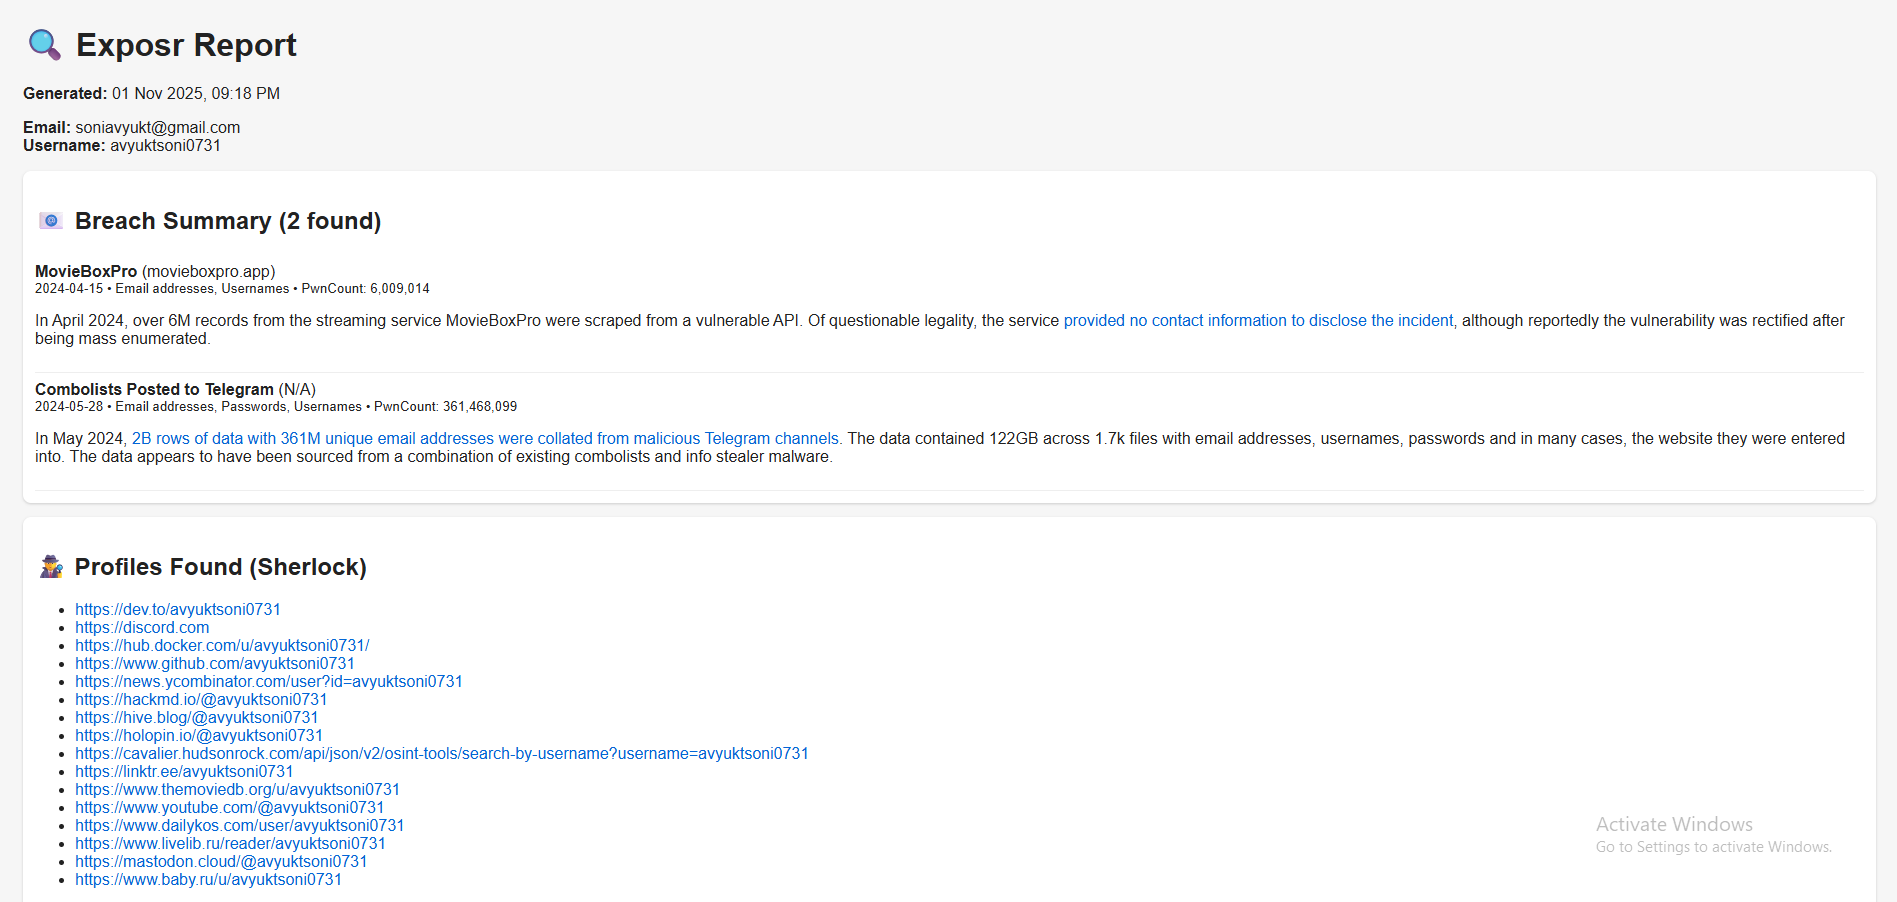 Exposr Report
Generated: 01 Nov 2025, 09:18 PM
Email: soniavyukt@gmail.com
Username: avyuktsoni0731
Breach Summary (2 found)
MovieBoxPro (movieboxpro.app)
2024-04-15 • Email addresses, Usernames • PwnCount: 6,009,014
In April 2024, over 6M records from the streaming service MovieBoxPro were scraped from a vulnerable API. Of questionable legality, the service provided no contact information to disclose the incident, although reportedly the vulnerability was rectified after
being mass enumerated.
Combolists Posted to Telegram (N/A)
2024-05-28 • Email addresses, Passwords, Usernames • PwnCount: 361,468,099
In May 2024, 2B rows of data with 361M unique email addresses were collated from malicious Telegram channels. The data contained 122GB across 1.7k files with email addresses, usernames, passwords and in many cases, the website they were entered
into. The data appears to have been sourced from a combination of existing combolists and info stealer malware.
Profiles Found (Sherlock)
• https://dev.to/avyuktsoni0731
• https://discord.com
• https://hub.docker.com/u/avyuktsoni0731/
• https://www.github.com/avyuktsoni0731
• https://news.ycombinator.com/user?id=avyuktsoni0731
• https://hackmd.io/@avyuktsoni0731
• https://hive.blog/@avyuktsoni0731
• https://holopin.io/@avyuktsoni0731
• https://cavalier.hudsonrock.com/api/json/v2/osint-tools/search-by-username?username=avyuktsoni0731
• https://linktr.ee/avyuktsoni0731
• https://www.themoviedb.org/u/avyuktsoni0731
• https://www.youtube.com/@avyuktsoni0731
• https://www.dailykos.com/user/avyuktsoni0731
• https://www.livelib.ru/reader/avyuktsoni0731
• https://mastodon.cloud/@avyuktsoni0731
• https://www.baby.ru/u/avyuktsoni0731
Activate Windows
Go to Settings to activate Windows.